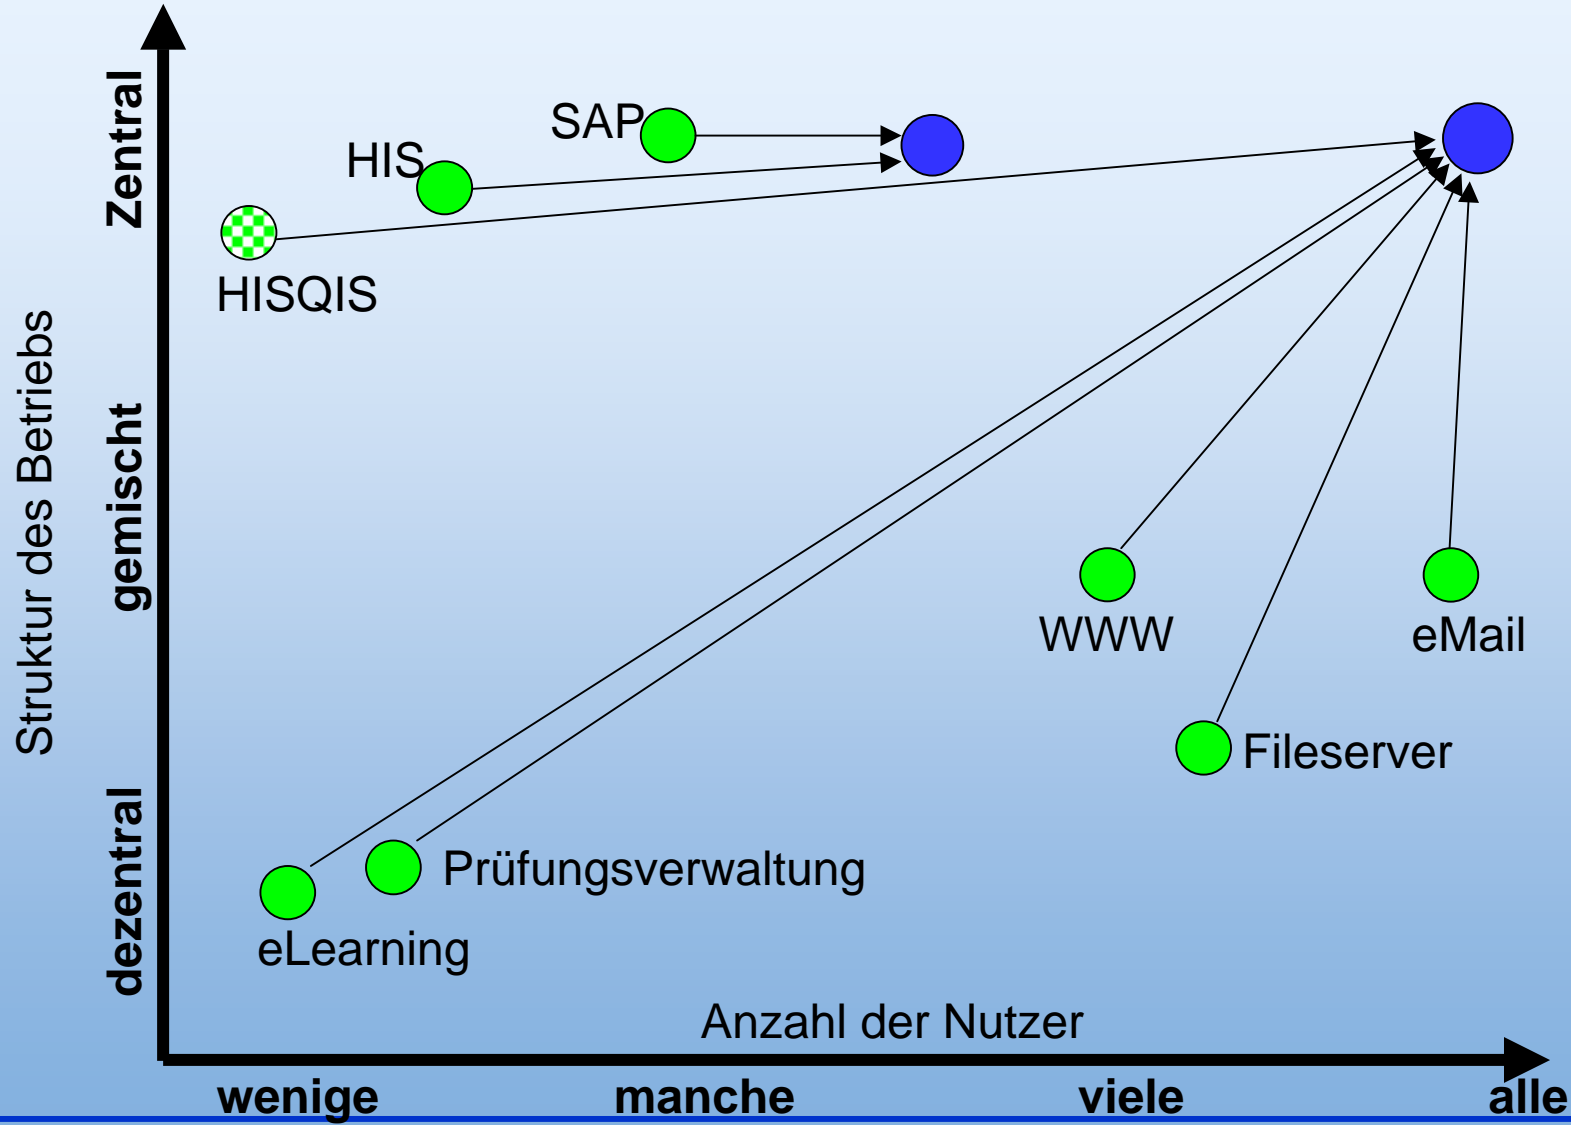 Struktur des Betriebs
Zentral
gemischt
dezentral
SAP
HIS
HISQIS
WWW
eMail
Fileserver
Prüfungsverwaltung
eLearning
Anzahl der Nutzer
wenige manche viele alle